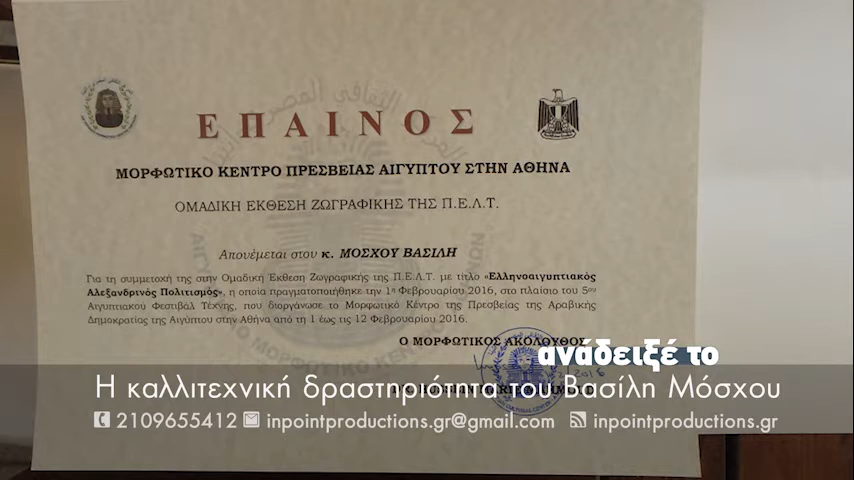 ΕΠΑΙΝΟΣ
ΜΟΡΦΩΤΙΚΟ ΚΕΝΤΡΟ ΠΡΕΣΒΕΙΑΣ ΑΙΓΥΠΤΟΥ ΣΤΗΝ ΑΘΗΝΑ
ΟΜΑΔΙΚΗ ΕΚΘΕΣΗ ΖΩΓΡΑΦΙΚΗΣ ΤΗΣ Π.Ε.Λ.Τ.
Απονέμεται στον κ. ΜΟΣΧΟΥ ΒΑΣΙΛΗ
Για τη συμμετοχή της στην Ομαδική Έκθεση Ζωγραφικής της Π.Ε.Λ.Τ. με τίτλο «Ελληνοαιγυπτιακός
Αλεξανδρινός Πολιτισμός», η οποία πραγματοποιήθηκε την 1η Φεβρουαρίου 2016, στο πλαίσιο του 5ου
Αιγυπτιακού Φεστιβάλ Τέχνης, που διοργάνωσε το Μορφωτικό Κέντρο της Πρεσβείας της Αραβικής
Δημοκρατίας της Αιγύπτου στην Αθήνα από τη 1 έως τις 12 Φεβρουαρίου 2016.
Ο ΜΟΡΦΩΤΙΚΟΣ ΑΚΟΛΟΥΘΟΣ
ανάδειξέ το
Η καλλιτεχνική δραστηριότητα του Βασίλη Μόσχου
2109655412 inpointproductions.gr@gmail.com inpointproductions.gr